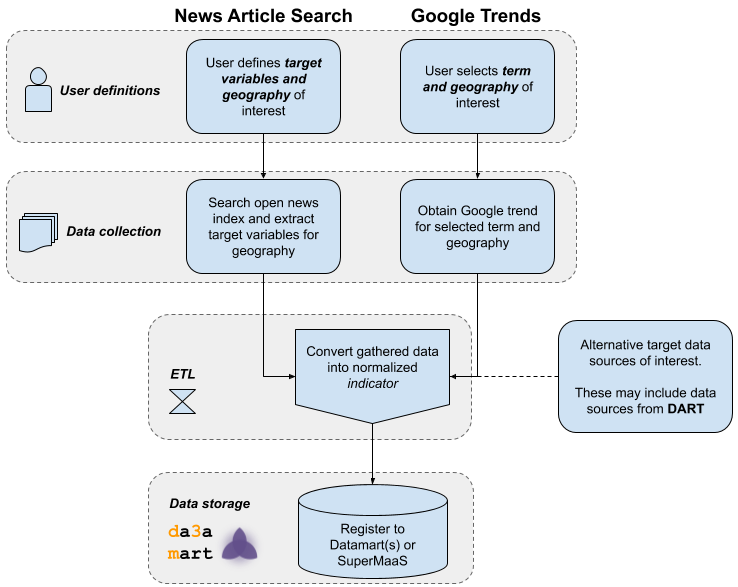 News Article Search
Google Trends
User definitions
User defines target
variables and
geography of
interest
User selects term
and geography of
interest
Data collection
Search open news
index and extract
target variables for
geography
Obtain Google trend
for selected term and
geography
ETL
Convert gathered data
into normalized
indicator
Alternative target data
sources of interest.
These may include data
sources from DART
Data storage
da3a
mart
Register to
Datamart(s) or
SuperMaaS